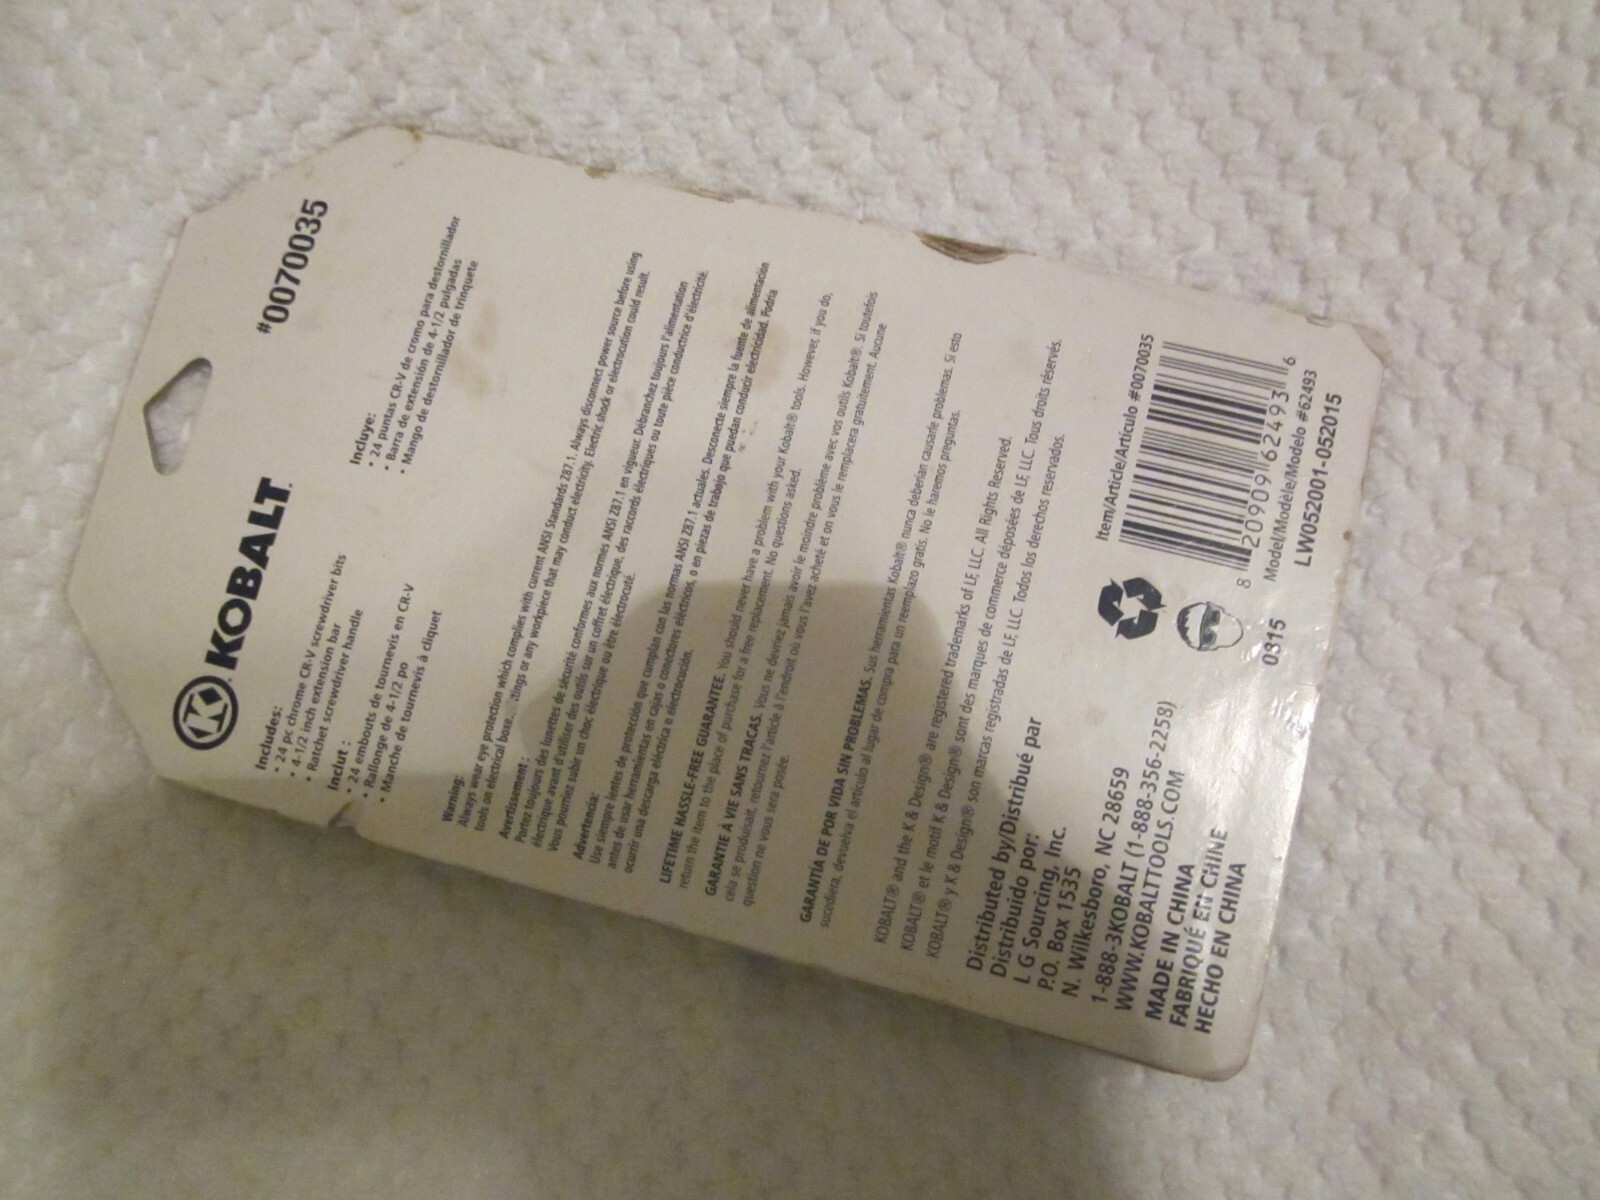 KOBALT
#0070035
Includes:
• 24 pc chrome CR-V screwdriver bits
• 4-1/2 inch extension bar
• Ratchet screwdriver handle
Inclut :
• 24 embouts de tournevis en CR-V
• Rallonge de 4-1/2 po
• Manche de tournevis à cliquet
Incluye:
• 24 puntas CR-V de cromo para destornillador
• Barra de extensión de 4-1/2 pulgadas
• Mango de destornillador de trinquete
Warning:
Always wear eye protection which complies with current ANSI Standards Z87.1. Always disconnect power source before using
tools on electrical boxe tings or any workpiece that may conduct electricity. Electric shock or electrocution could result.
Avertissement :
Portez toujours des lunettes de sécurité conformes aux normes ANSI Z87.1 en vigueur. Débranchez toujours l'alimentation
électrique avant d'utiliser des outils sur un coffret électrique, des raccords électriques ou toute pièce conductrice d'électricité.
Vous pourriez subir un choc électrique ou être électrocuté.
Advertencia:
Use siempre lentes de protección que cumplan con las normas ANSI Z87.1 actuales. Desconecte siempre la fuente de alimentación
antes de usar herramientas en cajas o conectores eléctricos, o en piezas de trabajo que puedan conducir electricidad. Podría
ocurrir una descarga eléctrica o electrocución.
LIFETIME HASSLE-FREE GUARANTEE. You should never have a problem with your Kobalt® tools. However, if you do,
return the item to the place of purchase for a free replacement. No questions asked.
GARANTIE À VIE SANS TRACAS. Vous ne devriez jamais avoir le moindre problème avec vos outils Kobalt®. Si toutefois
cela se produisait, retournez l'article à l'endroit où vous l'avez acheté et on vous le remplacera gratuitement. Aucune
question ne vous sera posée.
GARANTÍA DE POR VIDA SIN PROBLEMAS. Sus herramientas Kobalt® nunca deberían causarle problemas. Si esto
sucediera, devuelva el artículo al lugar de compra para un reemplazo gratis. No le haremos preguntas.
KOBALT® and the K & Design® are registered trademarks of LF, LLC. All Rights Reserved.
KOBALT® et le motif K & Design® sont des marques de commerce déposées de LF, LLC. Tous droits réservés.
KOBALT® y K & Design® son marcas registradas de LF, LLC. Todos los derechos reservados.
Distributed by/Distribué par
Distribuido por:
L G Sourcing, Inc.
P.O. Box 1535
N. Wilkesboro, NC 28659
1-888-3KOBALT (1-888-356-2258)
WWW.KOBALTTOOLS.COM
MADE IN CHINA
FABRIQUÉ EN CHINE
HECHO EN CHINA
0315
Item/Article/Artículo #0070035
8 20909 62493 6
Model/Modèle/Modelo #62493
LW052001-052015